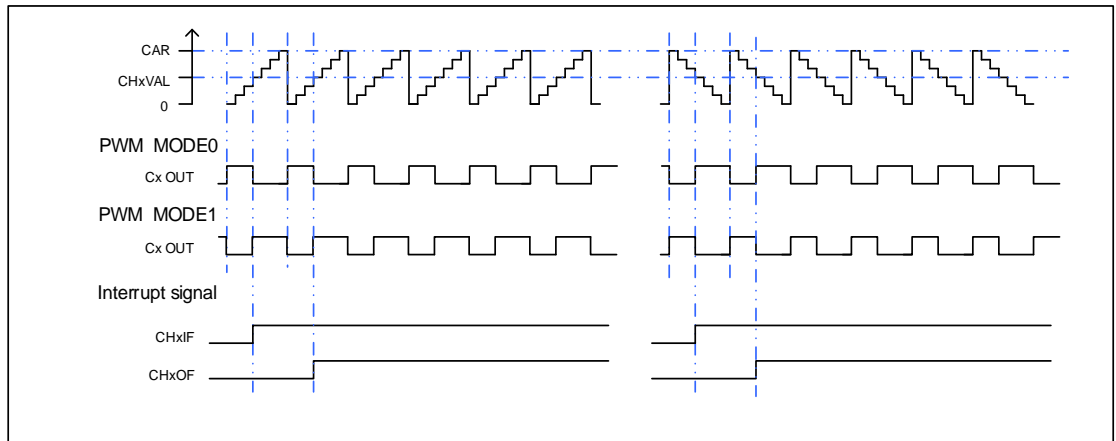 CAR
CHxVAL
0
PWM MODE0
Cx OUT
PWM MODE1
Cx OUT
Interrupt signal
CHxIF
CHxOF